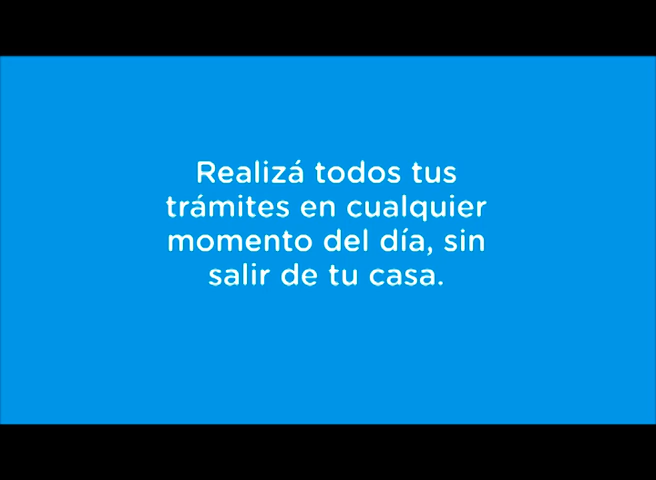 Realizá todos tus
trámites en cualquier
momento del día, sin
salir de tu casa.